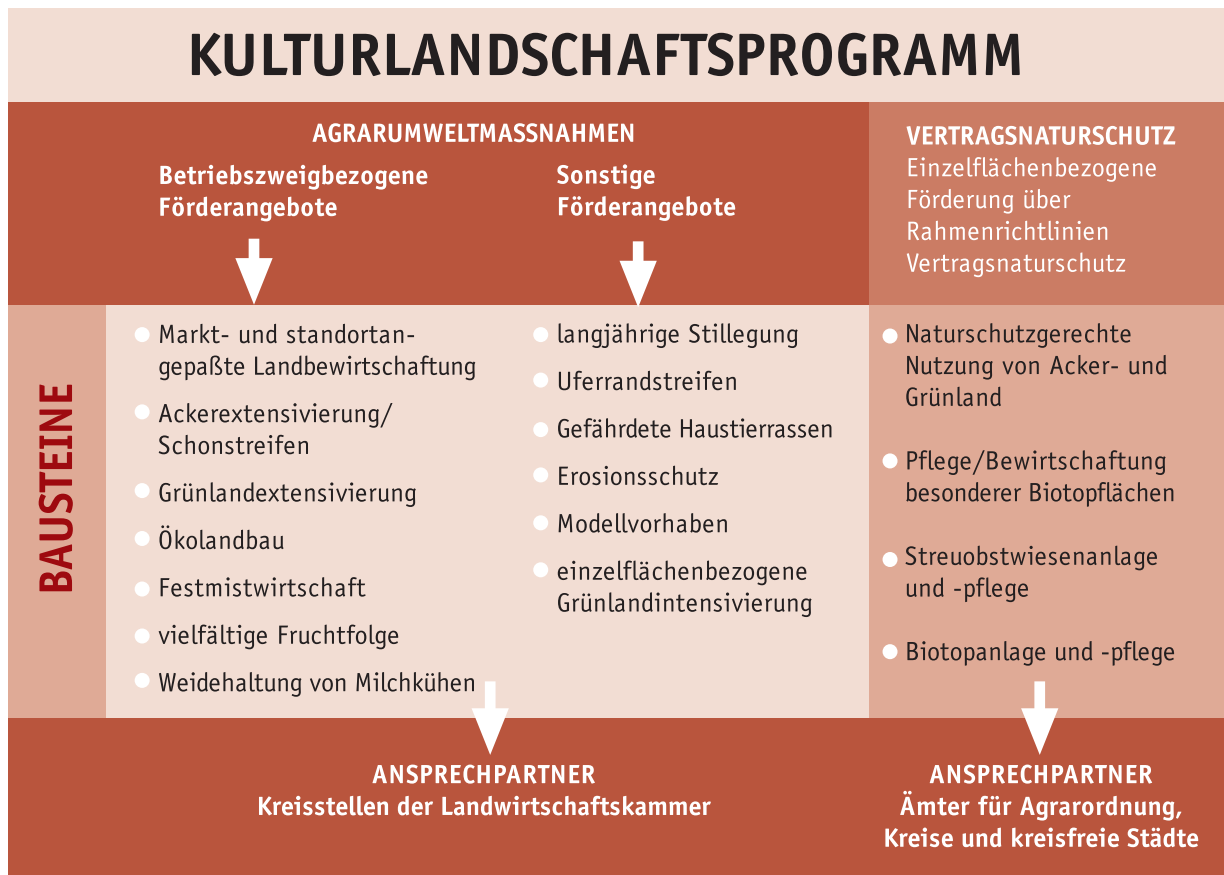 KULTURLANDSCHAFTSPROGRAMM
AGRARUMWELTMASSNAHMEN
Betriebszweigbezogene
Förderangebote
Sonstige
Förderangebote
VERTRAGSNATURSCHUTZ
Einzelflächenbezogene
Förderung über
Rahmenrichtlinien
Vertragsnaturschutz
BAUSTEINE
Markt- und standortan-
gepaßte Landbewirtschaftung
Ackerextensivierung/
Schonstreifen
Grünlandextensivierung
Ökolandbau
Festmistwirtschaft
vielfältige Fruchtfolge
Weidehaltung von Milchkühen
langjährige Stillegung
Uferrandstreifen
Gefährdete Haustierrassen
Erosionsschutz
Modellvorhaben
einzelflächenbezogene
Grünlandintensivierung
Naturschutzgerechte
Nutzung von Acker- und
Grünland
Pflege/Bewirtschaftung
besonderer Biotopflächen
Streuobstwiesenanlage
und -pflege
Biotopanlage und -pflege
ANSPRECHPARTNER
Kreisstellen der Landwirtschaftskammer
ANSPRECHPARTNER
Ämter für Agrarordnung,
Kreise und kreisfreie Städte